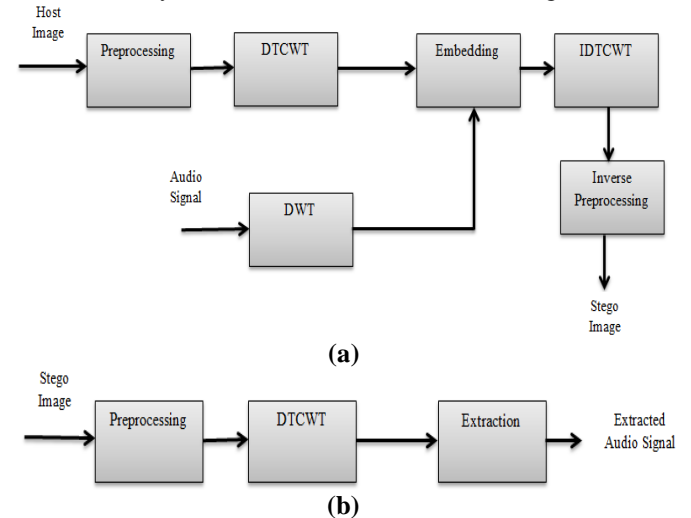 Host
Image
Preprocessing
DTCWT
Embedding
IDTCWT
Audio
Signal
DWT
Inverse
Preprocessing
Stego
Image
(a)
Stego
Image
Preprocessing
DTCWT
Extraction
Extracted
Audio Signal
(b)